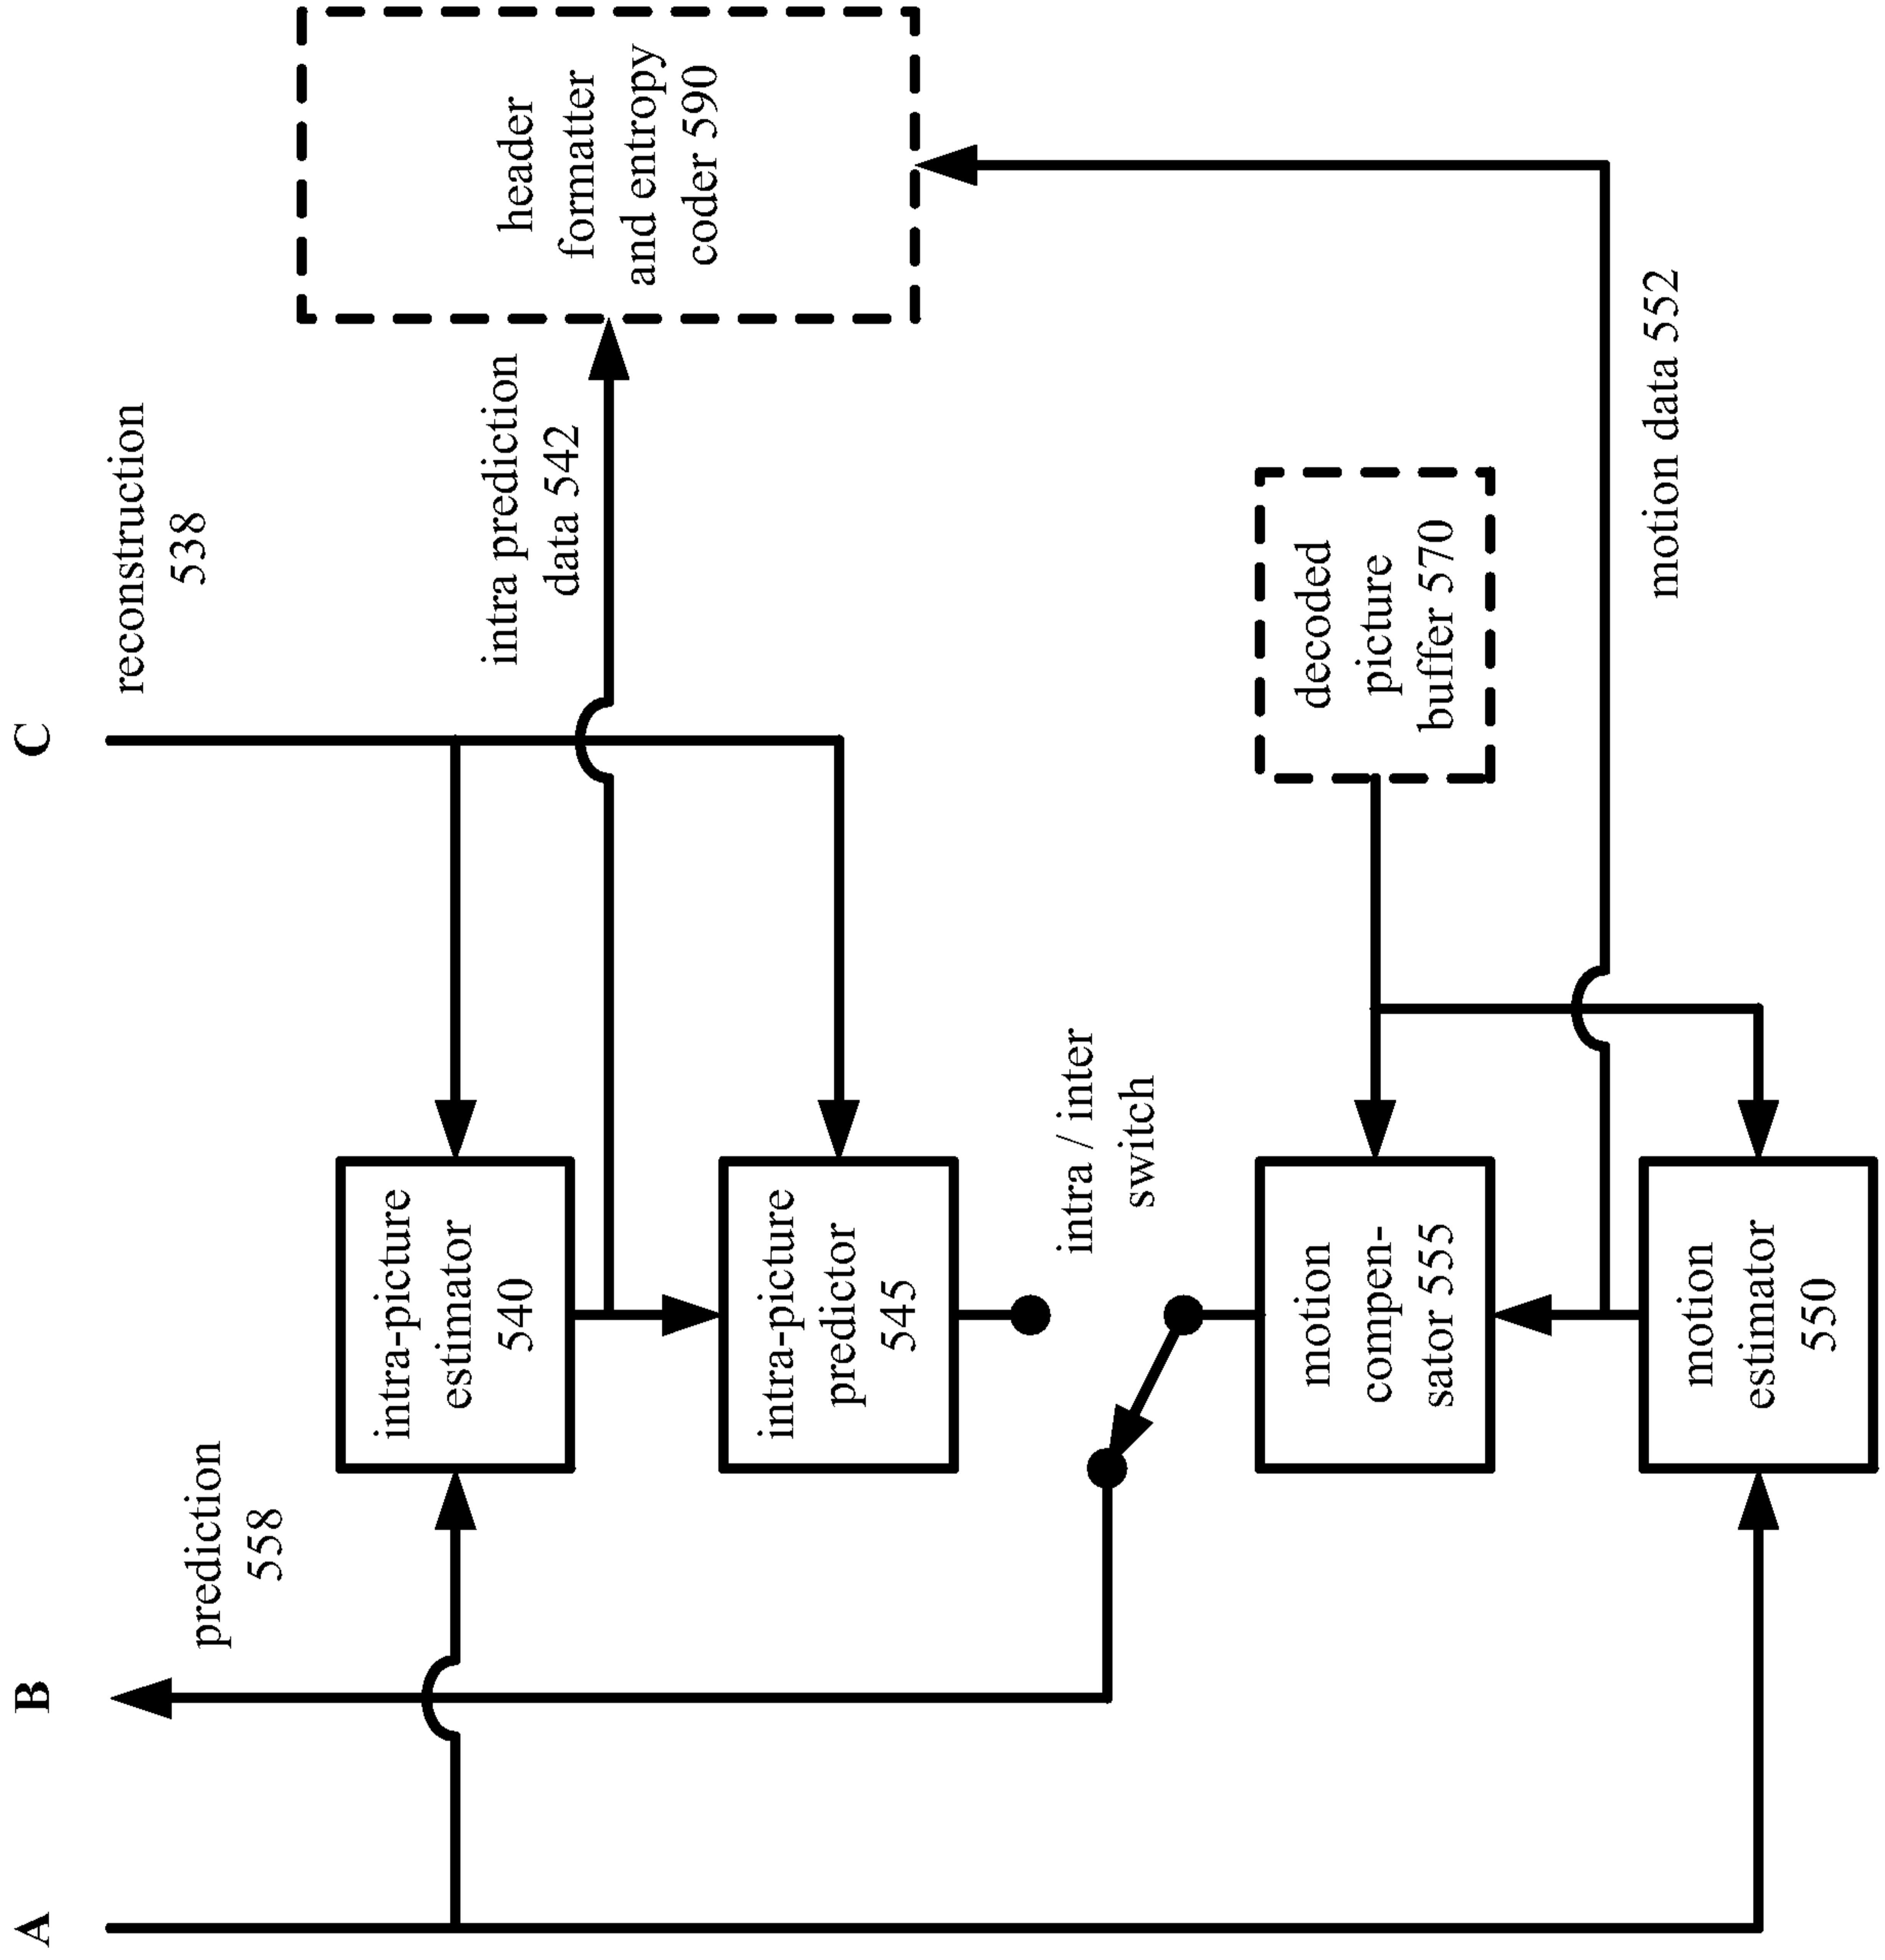 A
B
C
prediction
558
reconstruction
538
intra-picture
estimator
540
intra prediction
data 542
header
formatter
and entropy
coder 590
intra-picture
predictor
545
intra / inter
switch
motion
compen-
sator 555
decoded
picture
buffer 570
motion
estimator
550
motion data 552